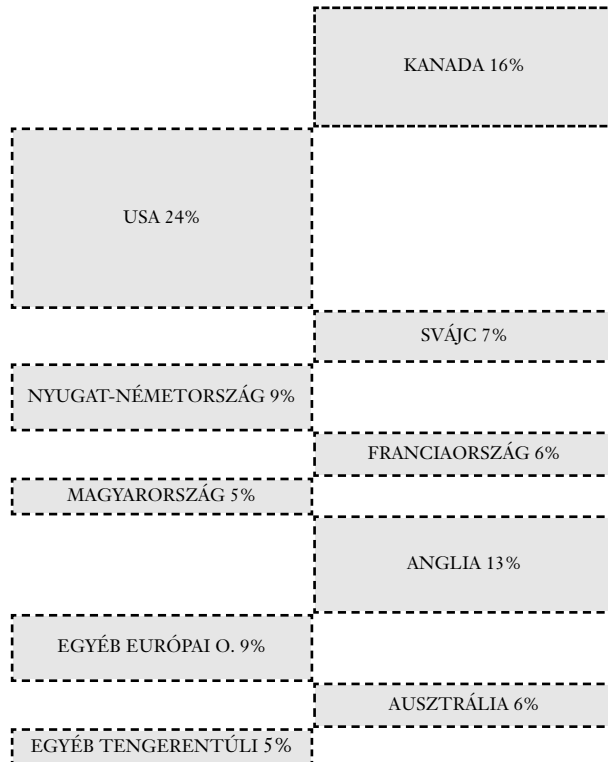 KANADA 16%
USA 24%
SVÁJC 7%
NYUGAT-NÉMETORSZÁG 9%
FRANCIAORSZÁG 6%
MAGYARORSZÁG 5%
ANGLIA 13%
EGYÉB EURÓPAI O. 9%
AUSZTRÁLIA 6%
EGYÉB TENGERENTÚLI 5%